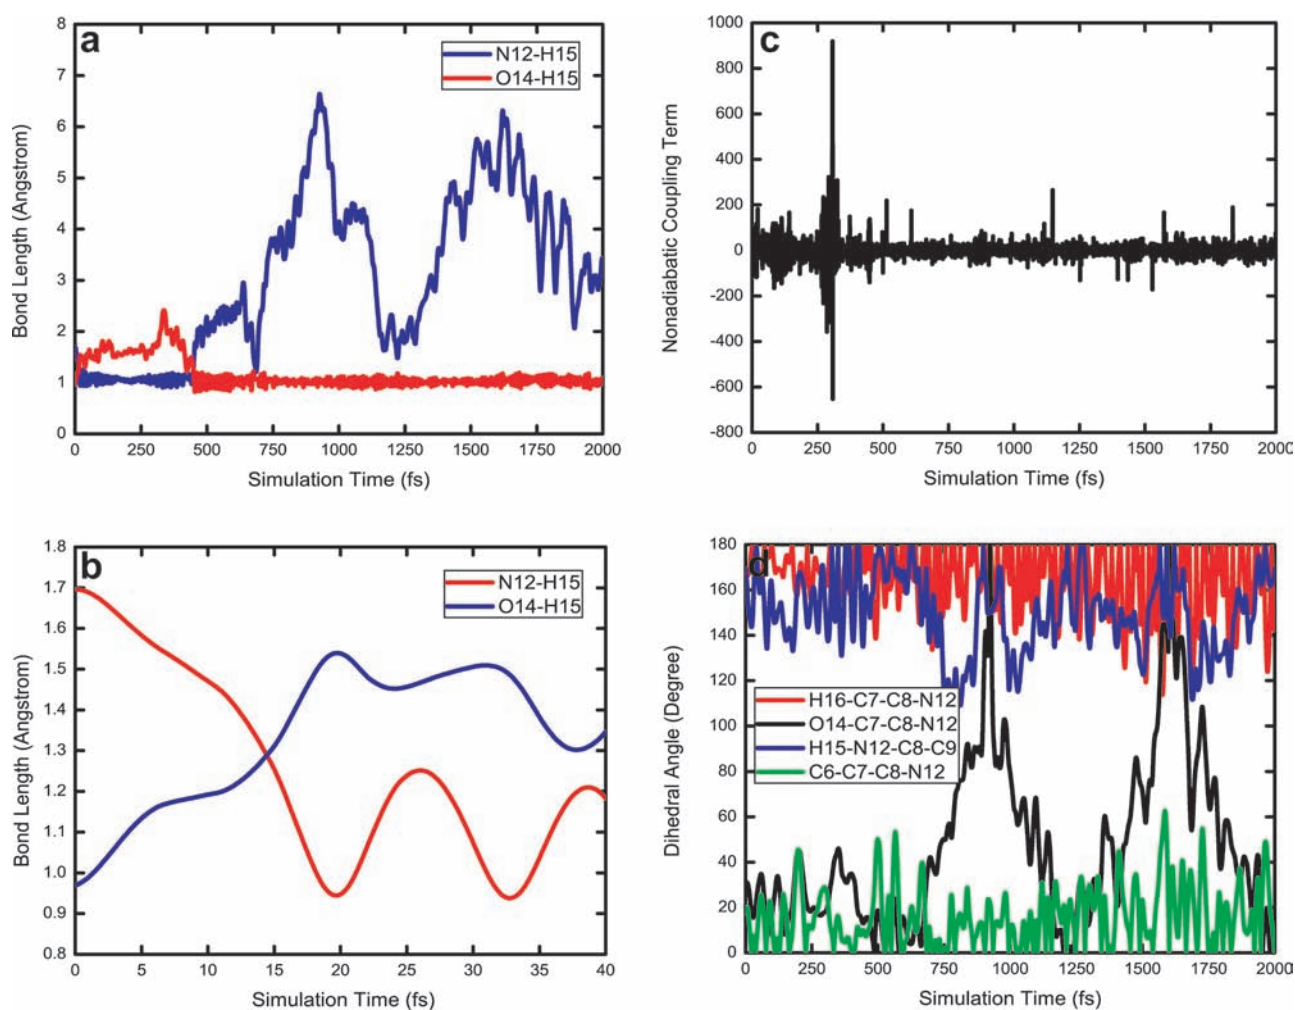 a
N12-H15
O14-H15
8
7
6
5
4
3
2
1
0
Bond Length (Angstrom)
0 250 500 750 1000 1250 1500 1750 2000
Simulation Time (fs)
c
1000
800
600
400
200
0
-200
-400
-600
-800
Nonadiabatic Coupling Term
0 250 500 750 1000 1250 1500 1750 2000
Simulation Time (fs)
b
N12-H15
O14-H15
1.8
1.7
1.6
1.5
1.4
1.3
1.2
1.1
1.0
0.9
0.8
Bond Length (Angstrom)
0 5 10 15 20 25 30 35 40
Simulation Time (fs)
d
180
160
140
120
100
80
60
40
20
0
Dihedral Angle (Degree)
H16-C7-C8-N12
O14-C7-C8-N12
H15-N12-C8-C9
C6-C7-C8-N12
0 250 500 750 1000 1250 1500 1750 2000
Simulation Time (fs)